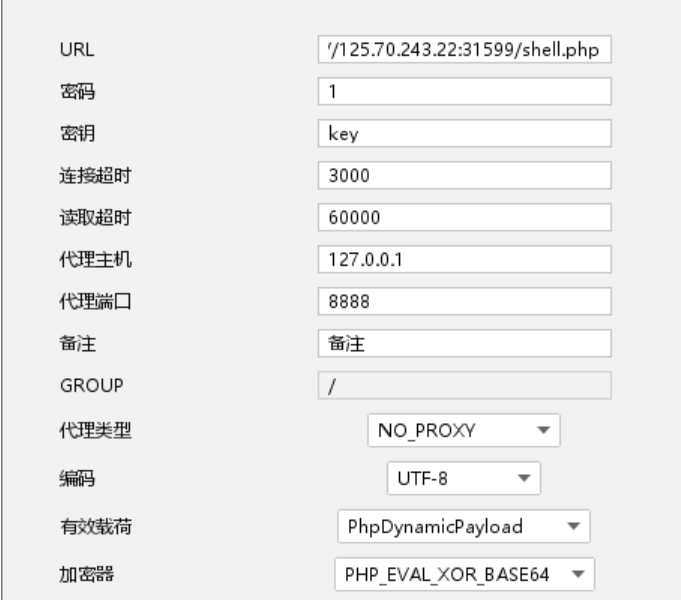 URL '/125.70.243.22:31599/shell.php
密码 1
密钥 key
连接超时 3000
读取超时 60000
代理主机 127.0.0.1
代理端口 8888
备注 备注
GROUP /
代理类型 NO_PROXY
编码 UTF-8
有效载荷 PhpDynamicPayload
加密器 PHP_EVAL_XOR_BASE64